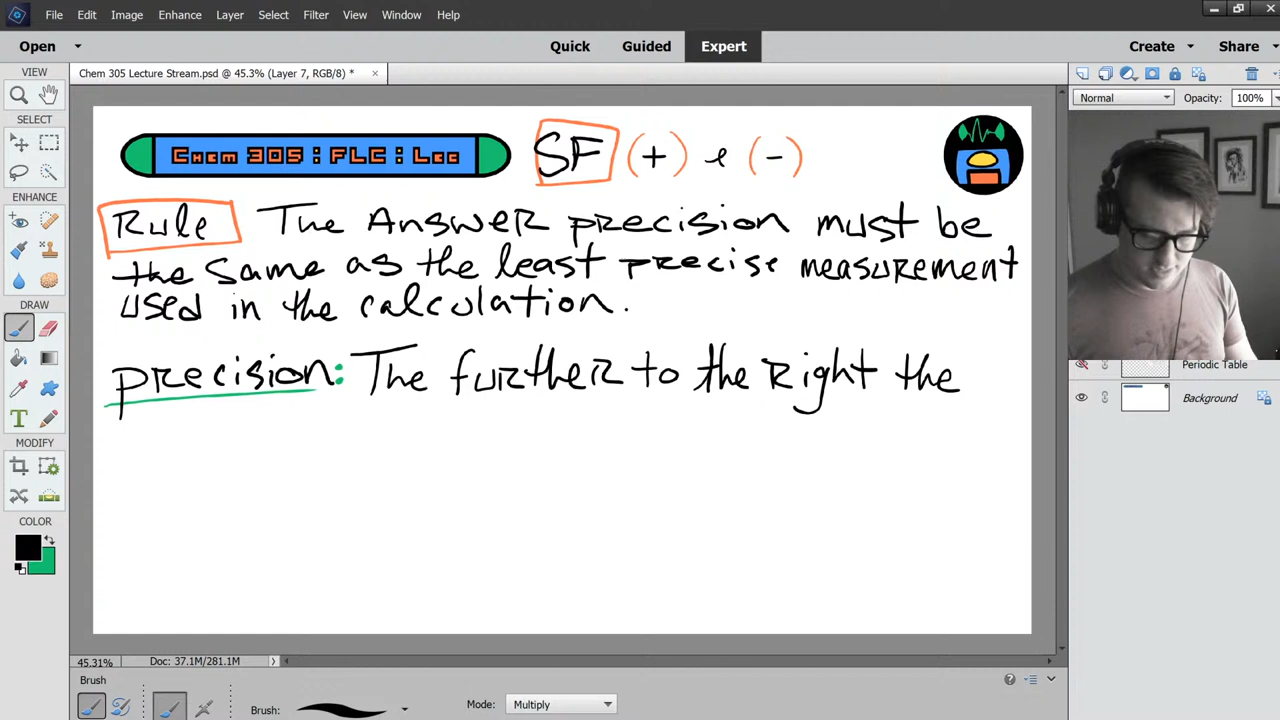 File Edit Image Enhance Layer Select Filter View Window Help
Open Quick Guided Expert Create Share
Chem 305 Lecture Stream.psd @ 45.3% (Layer 7, RGB/8) * ×
VIEW
SELECT
ENHANCE
DRAW
MODIFY
COLOR
Normal Opacity: 100%
Chem 305 : FLC : Lec SF (+) e (-)
Rule The Answer precision must be
the same as the least precise measurement
used in the calculation.
precision: The further to the Right the
Periodic Table
Background
45.31% Doc: 37.1M/281.1M
Brush
Brush: Mode: Multiply